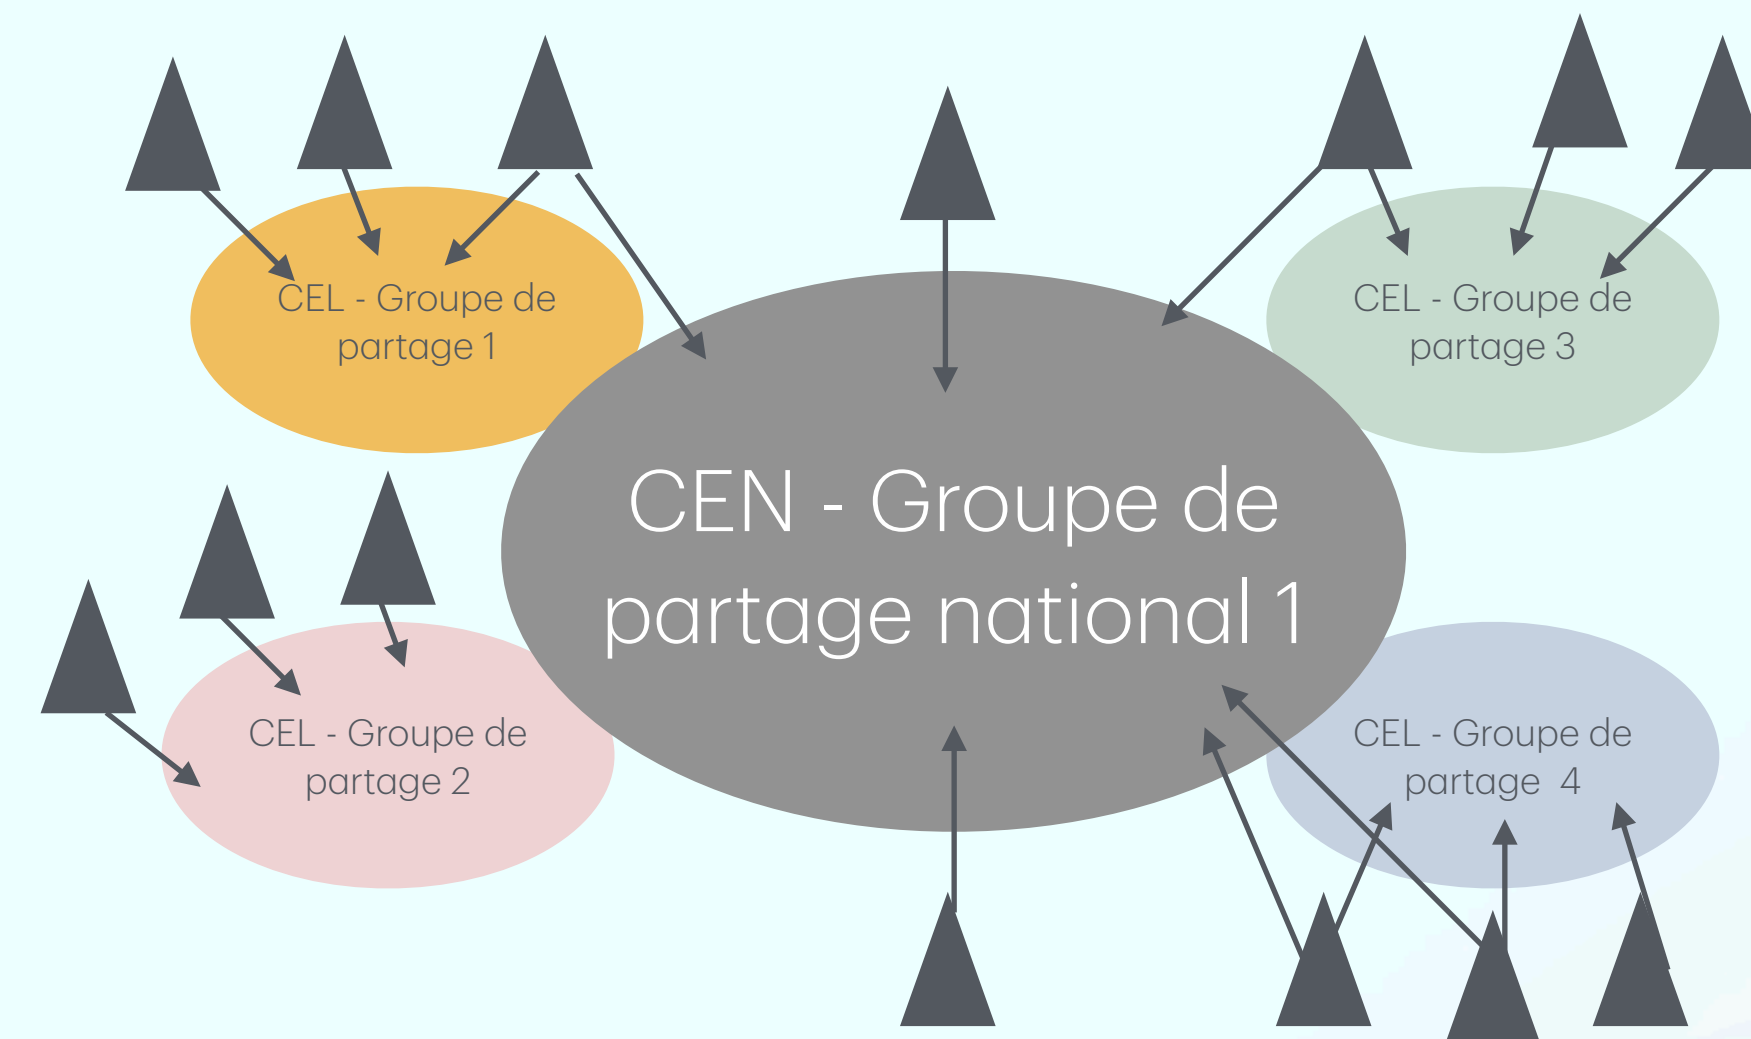 CEL - Groupe de
partage 1
CEL - Groupe de
partage 3
CEN - Groupe de
partage national 1
CEL - Groupe de
partage 2
CEL - Groupe de
partage 4